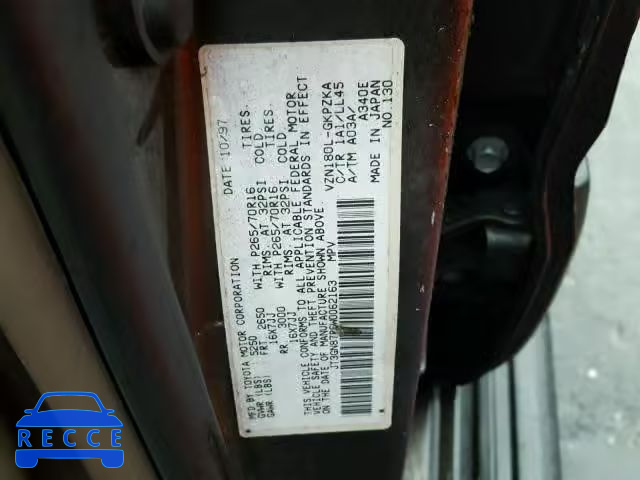 MFD BY TOYOTA MOTOR CORPORATION DATE 10/97
GVWR (LBS) 5250
GAWR (LBS) FRT 2650 WITH P265/70R16 TIRES,
16X7JJ RIMS, AT 32PSI COLD
RR 3000 WITH P265/70R16 TIRES,
16X7JJ RIMS, AT 32PSI COLD
THIS VEHICLE CONFORMS TO ALL APPLICABLE FEDERAL MOTOR
VEHICLE SAFETY AND THEFT PREVENTION STANDARDS IN EFFECT
ON THE DATE OF MANUFACTURE SHOWN ABOVE
MPV
VZN180L-GKPZKA
C/TR 1A1/LL45
A/TM A03A/ A340E
MADE IN JAPAN
NO.130
RECCE